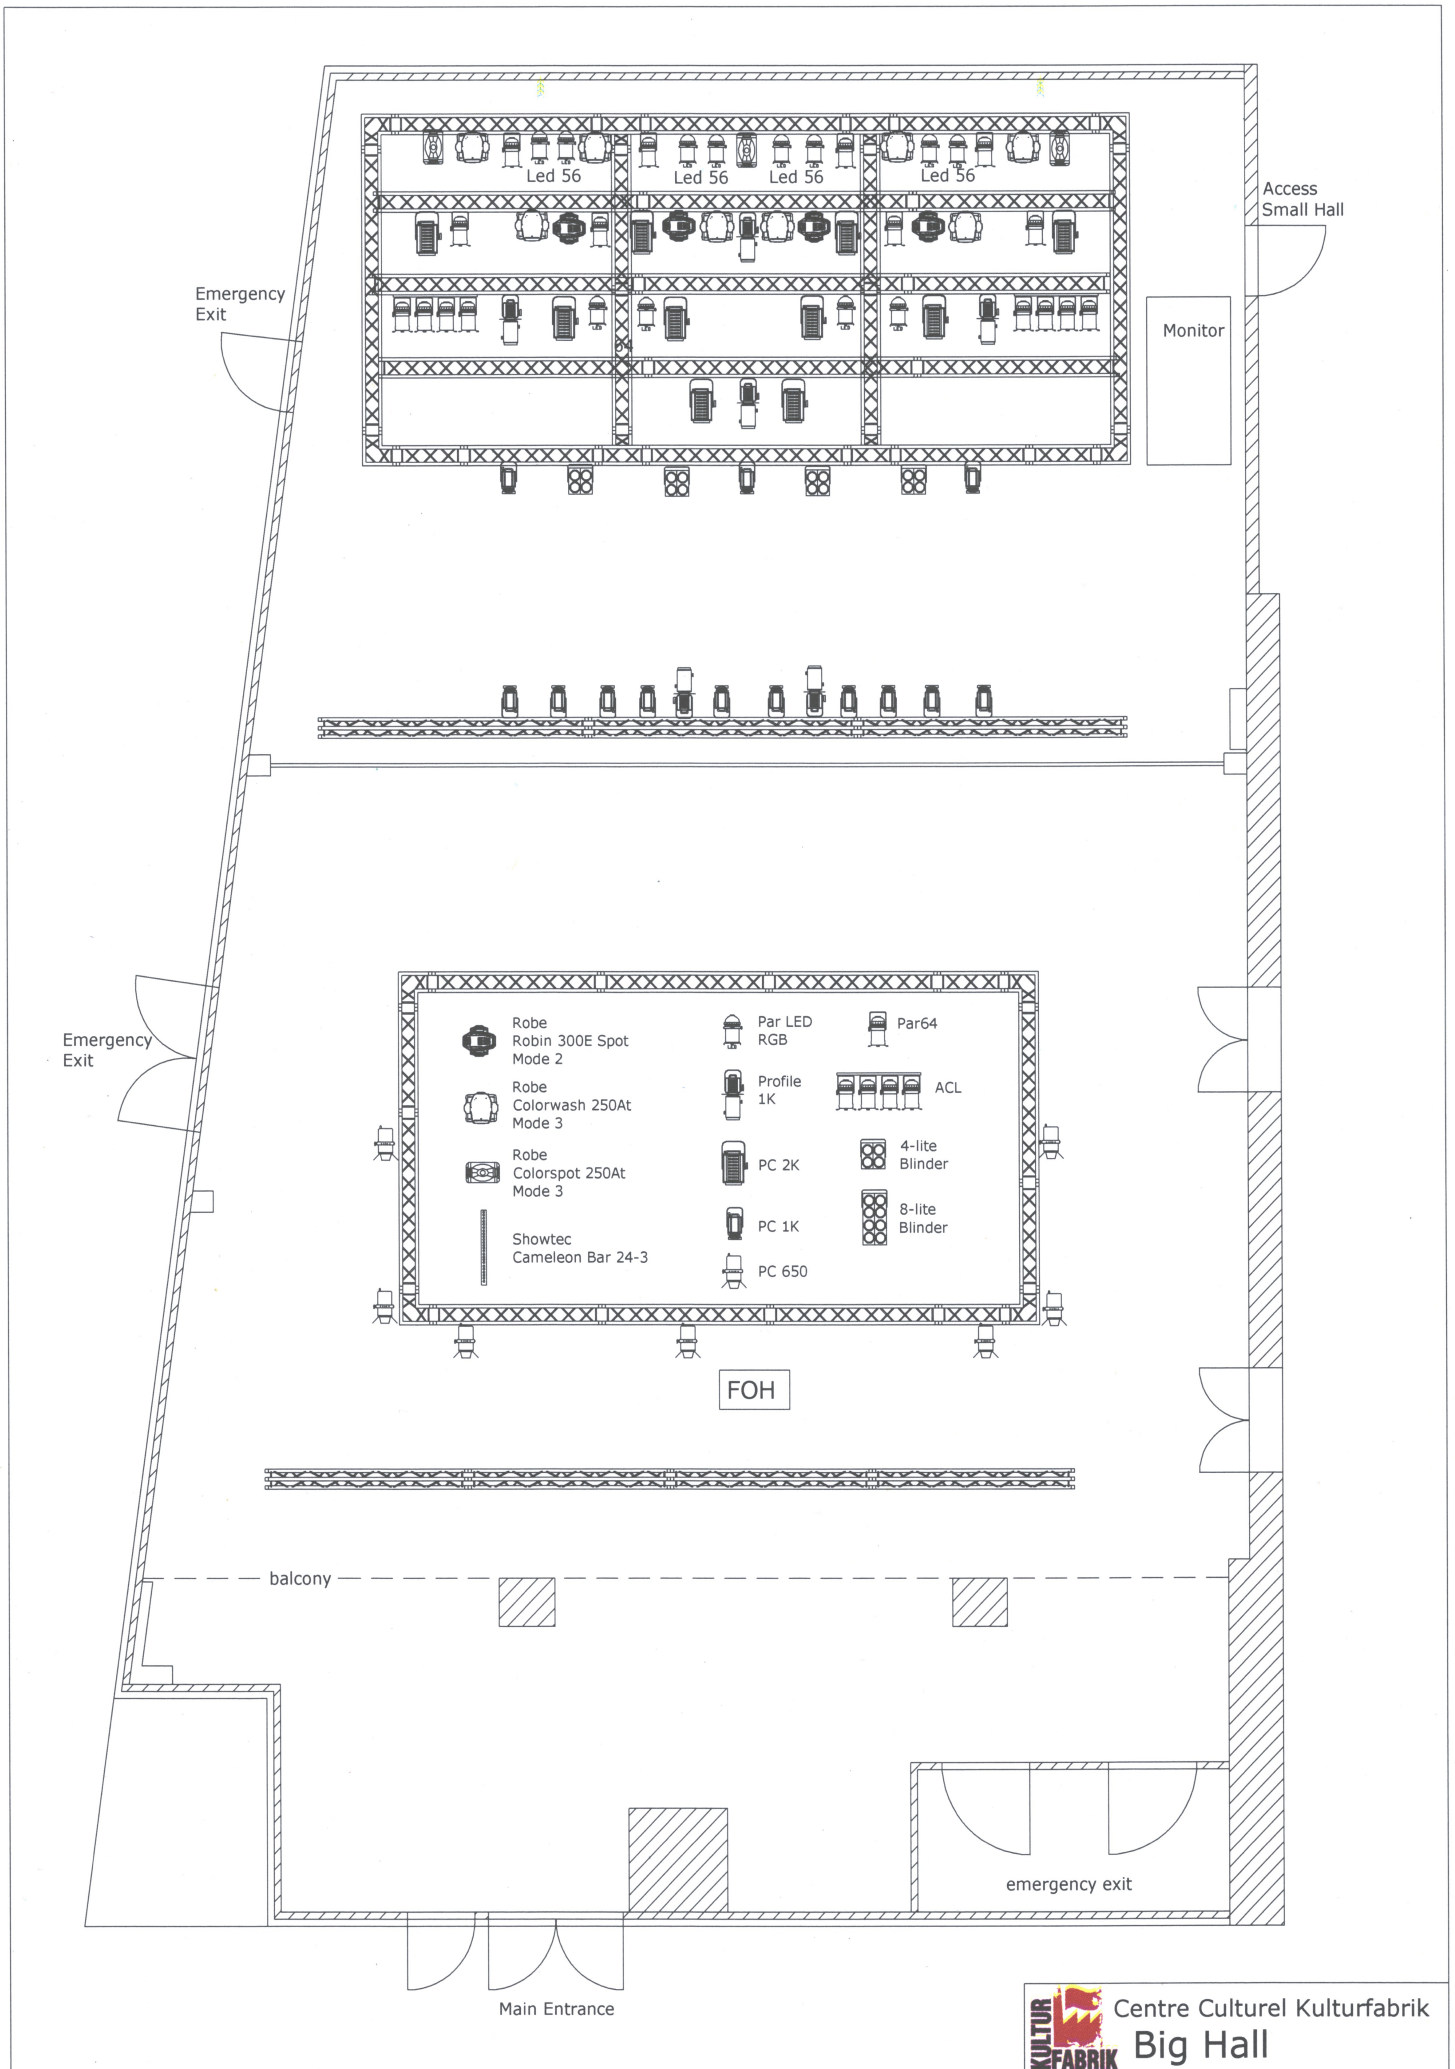 Led 56
Led 56
Led 56
Led 56
Access
Small Hall
Emergency
Exit
Monitor
Emergency
Exit
Robe
Robin 300E Spot
Mode 2
Robe
Colorwash 250At
Mode 3
Robe
Colorspot 250At
Mode 3
Showtec
Cameleon Bar 24-3
Par LED
RGB
Profile
1K
PC 2K
PC 1K
PC 650
Par64
ACL
4-lite
Blinder
8-lite
Blinder
FOH
balcony
emergency exit
Main Entrance
KULTUR
FABRIK
Centre Culturel Kulturfabrik
Big Hall